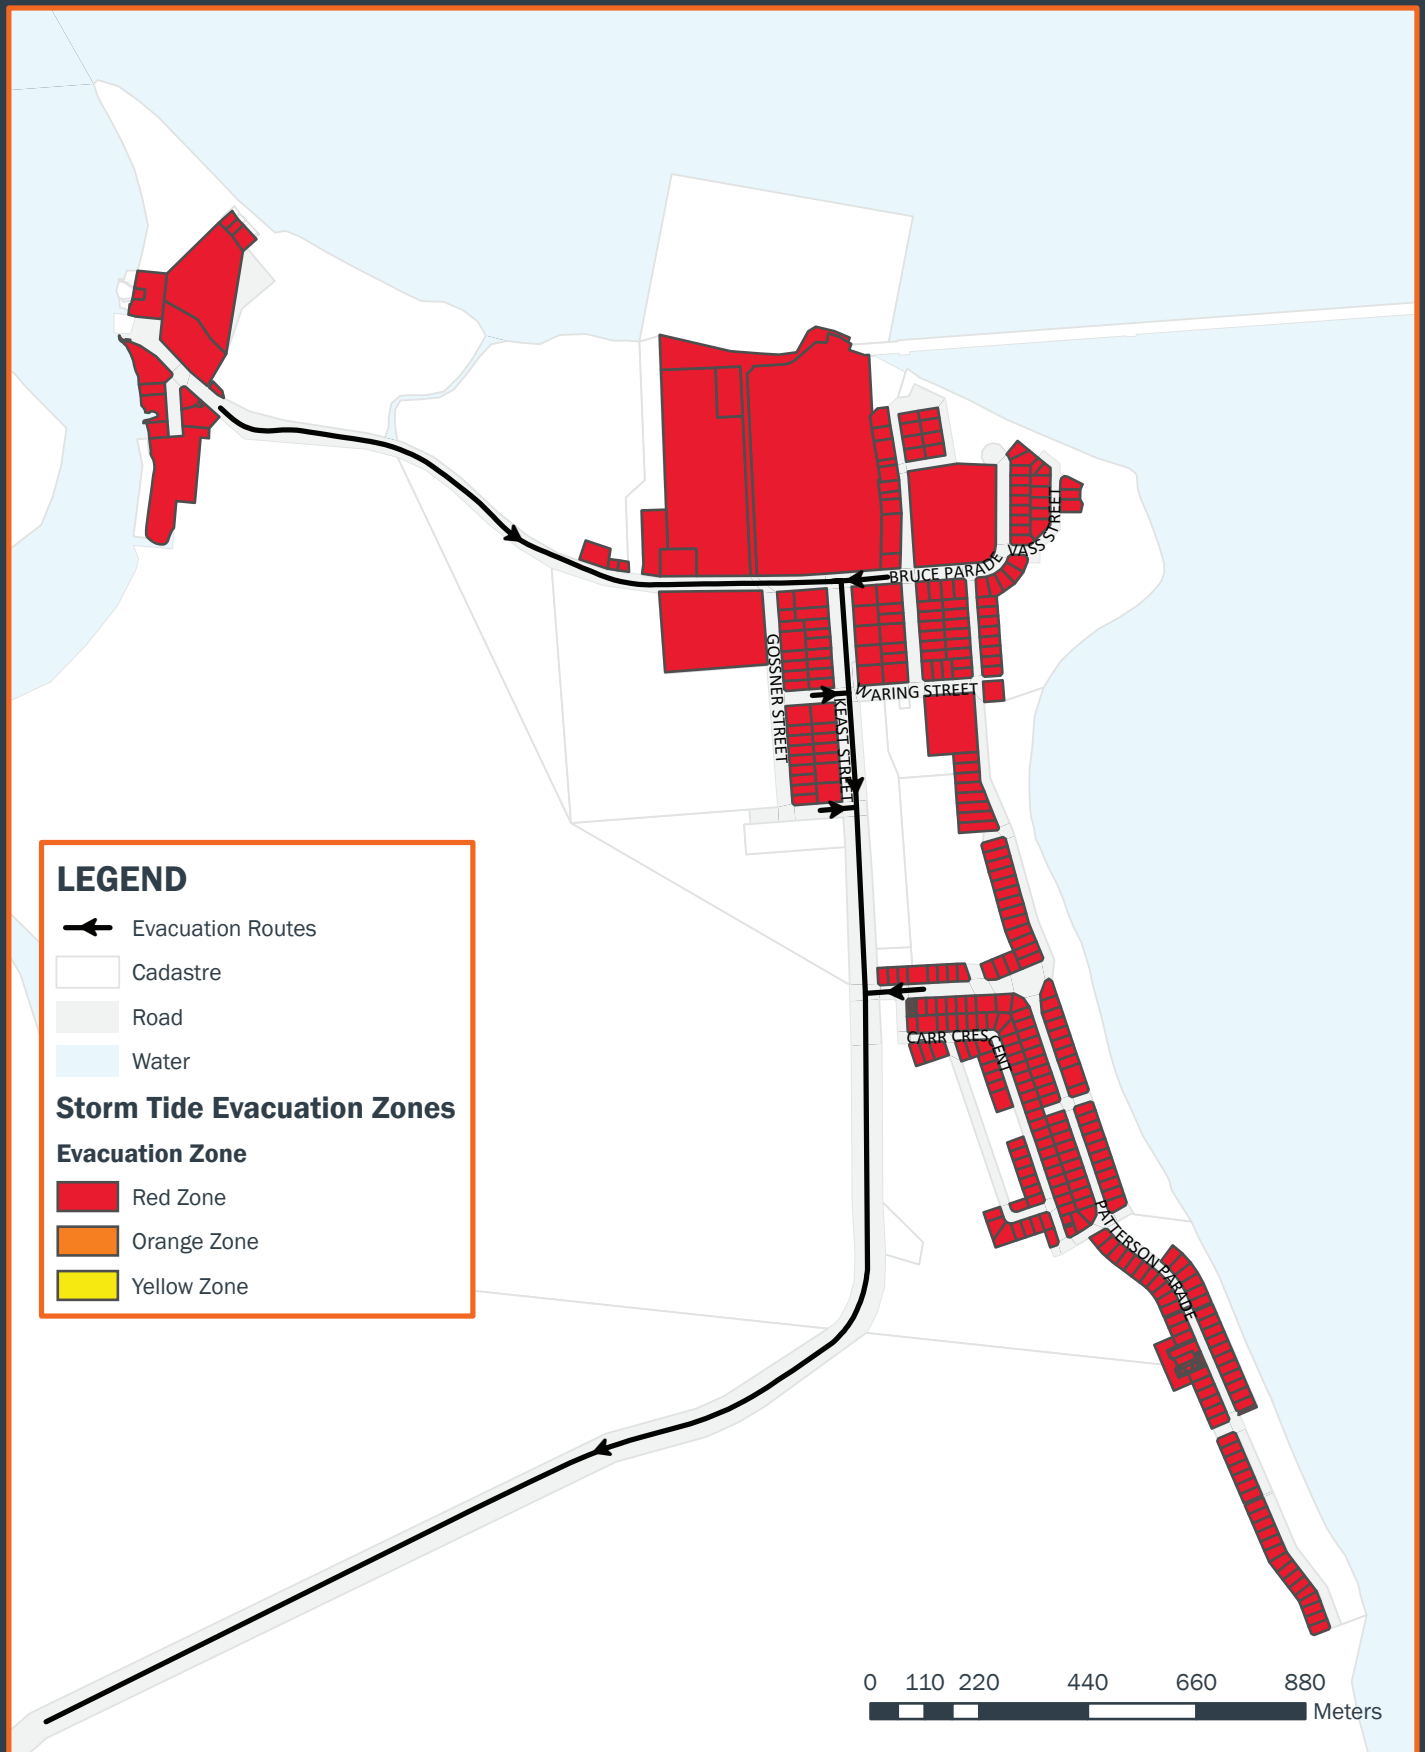 BRUCE PARADE
VASS STREET
WARING STREET
GOSSNER STREET
KEAST STREET
LEGEND
Evacuation Routes
Cadastre
Road
Water
Storm Tide Evacuation Zones
Evacuation Zone
Red Zone
Orange Zone
Yellow Zone
CARR CRESCENT
PATTERSON PARADE
0 110 220 440 660 880
Meters